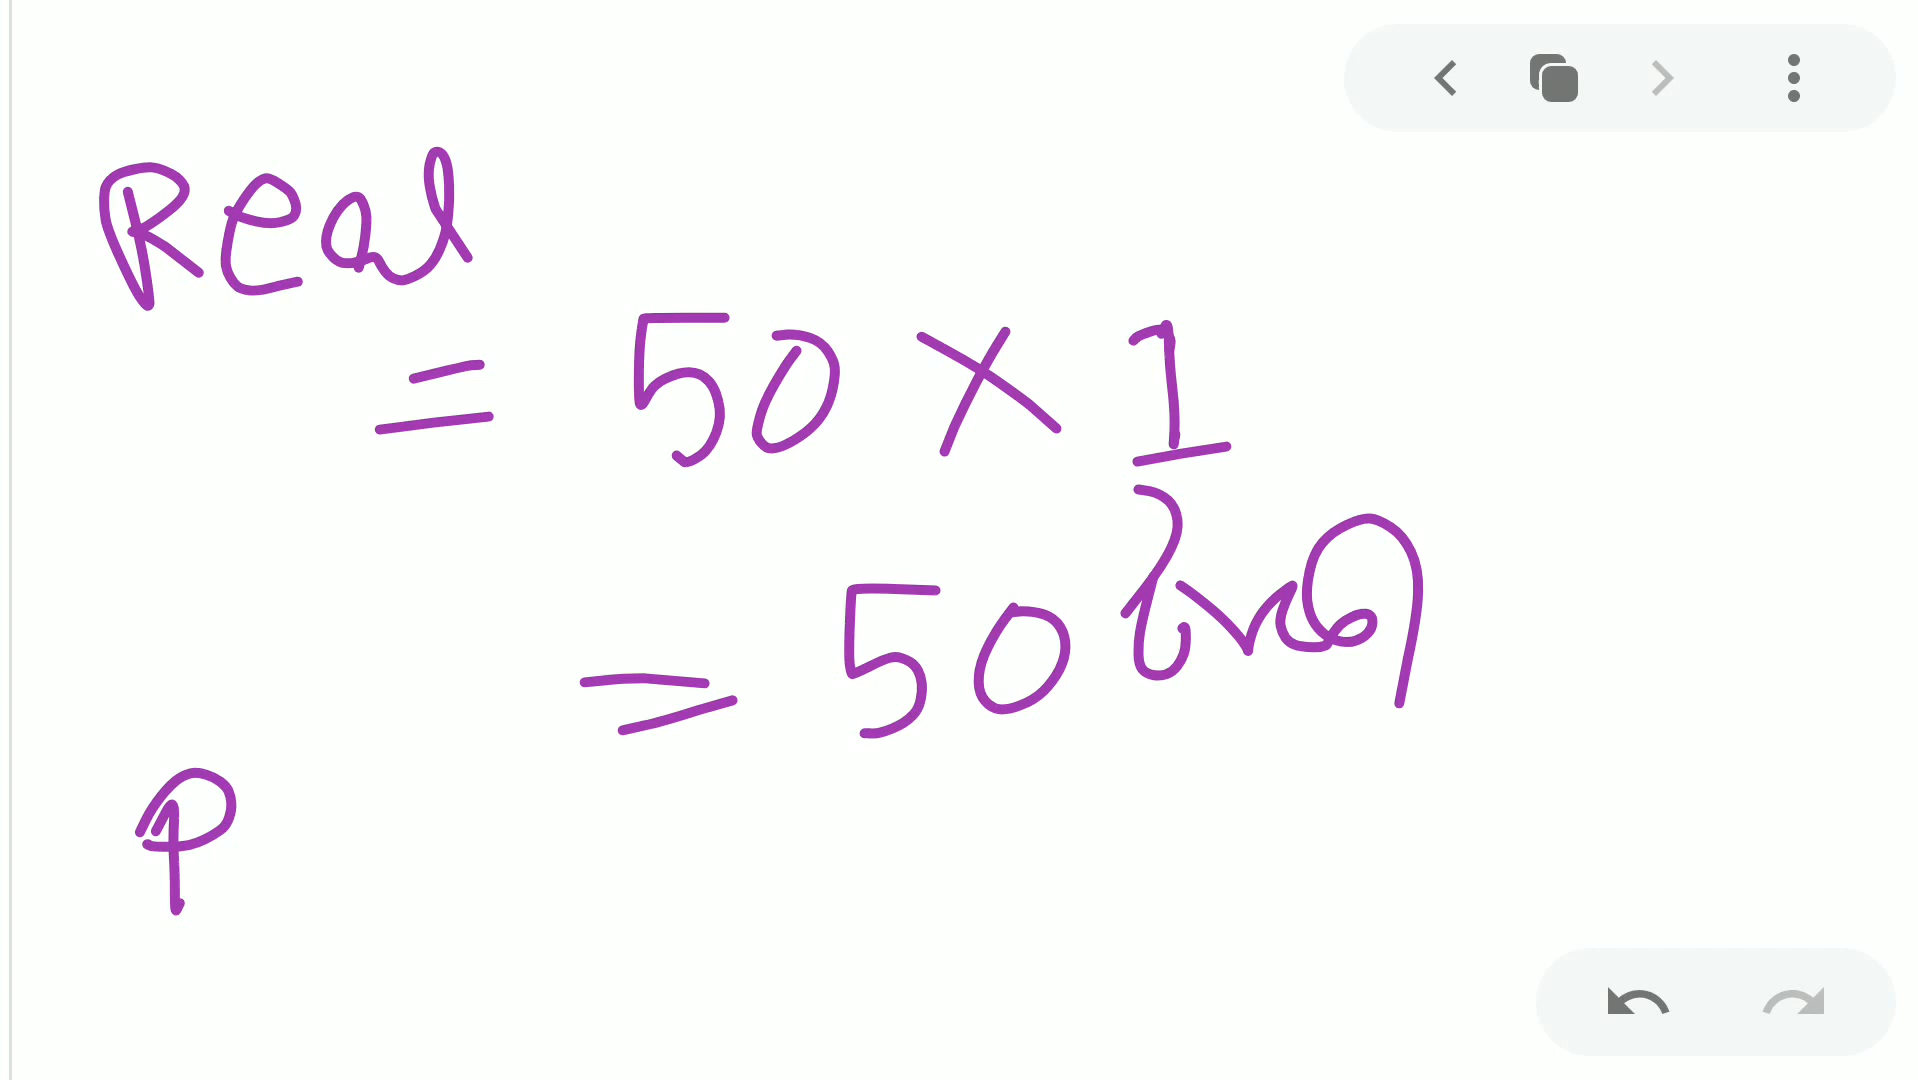 Real
= 50 × 1
= 50
P